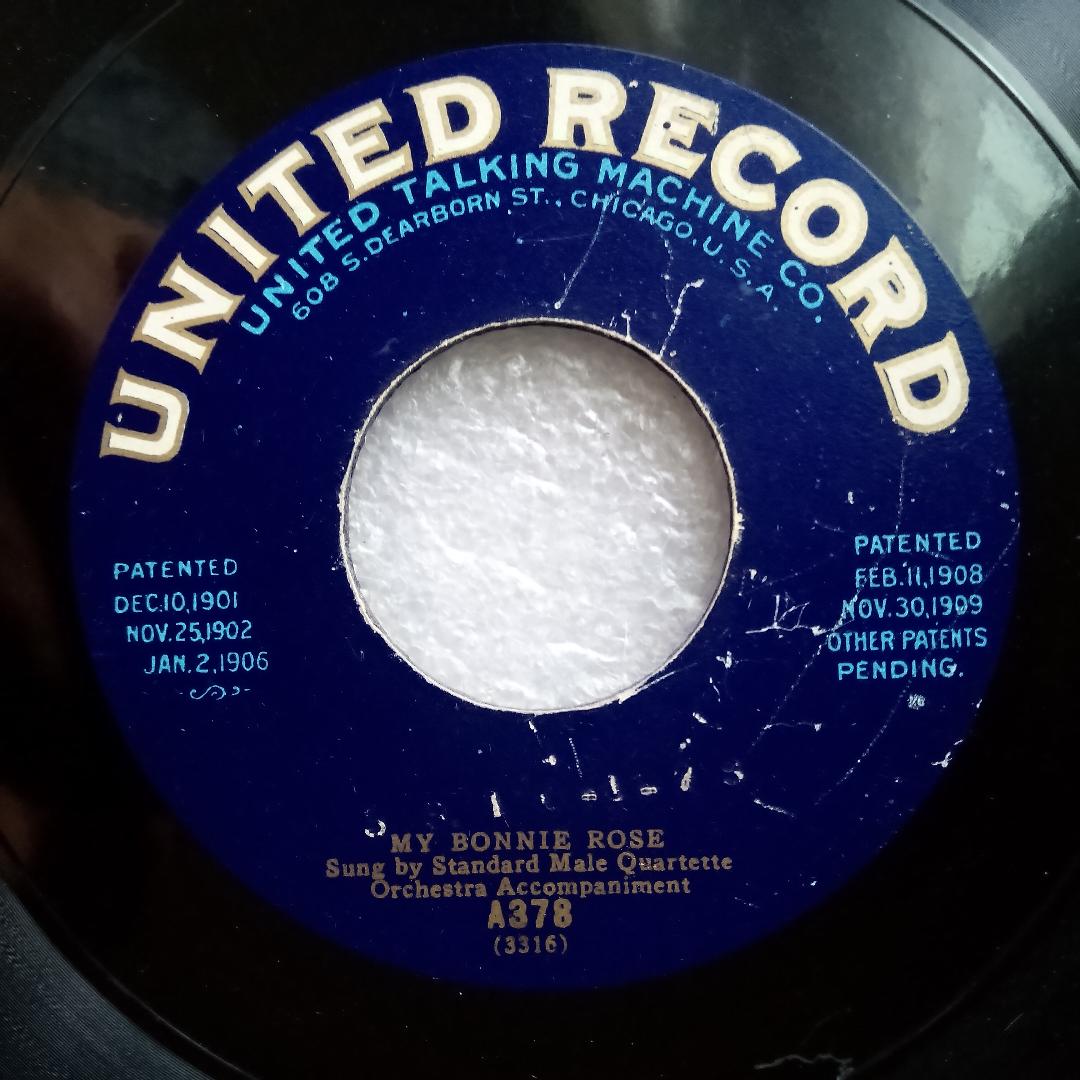 UNITED RECORD
UNITED TALKING MACHINE CO.
608 S. DEARBORN ST., CHICAGO, U.S.A.
PATENTED
DEC.10,1901
NOV.25,1902
JAN.2,1906
PATENTED
FEB.11,1908
NOV.30,1909
OTHER PATENTS
PENDING.
MY BONNIE ROSE
Sung by Standard Male Quartette
Orchestra Accompaniment
A378
(3316)